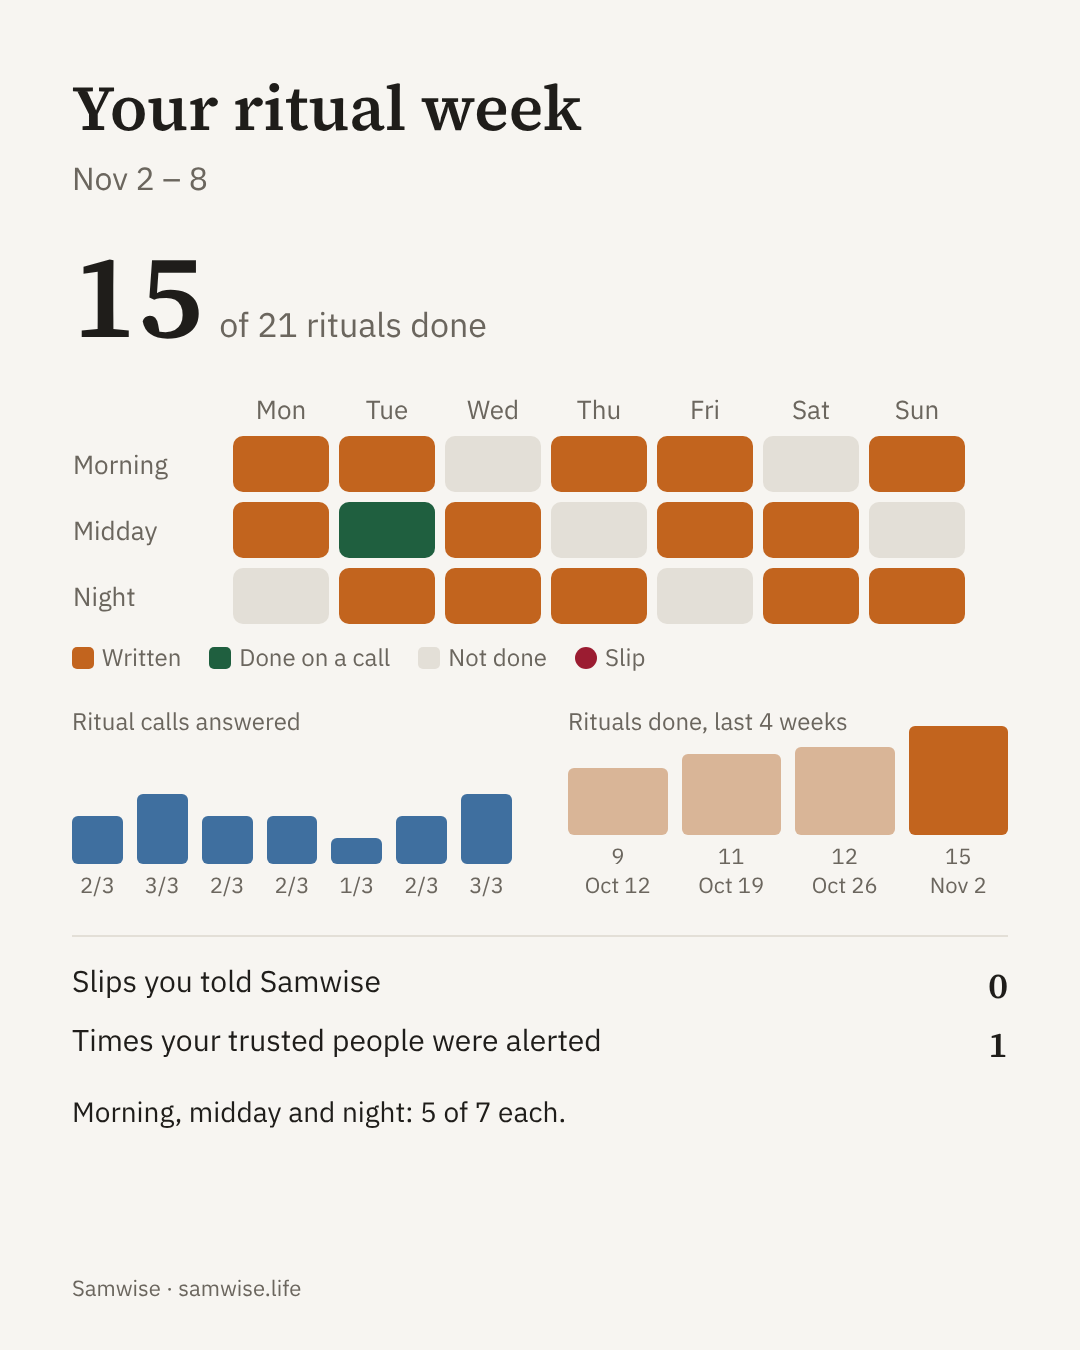 Your ritual week
Nov 2 – 8
15 of 21 rituals done
Mon Tue Wed Thu Fri Sat Sun
Morning
Midday
Night
Written Done on a call Not done Slip
Ritual calls answered
2/3 3/3 2/3 2/3 1/3 2/3 3/3
Rituals done, last 4 weeks
9 11 12 15
Oct 12 Oct 19 Oct 26 Nov 2
Slips you told Samwise 0
Times your trusted people were alerted 1
Morning, midday and night: 5 of 7 each.
Samwise · samwise.life